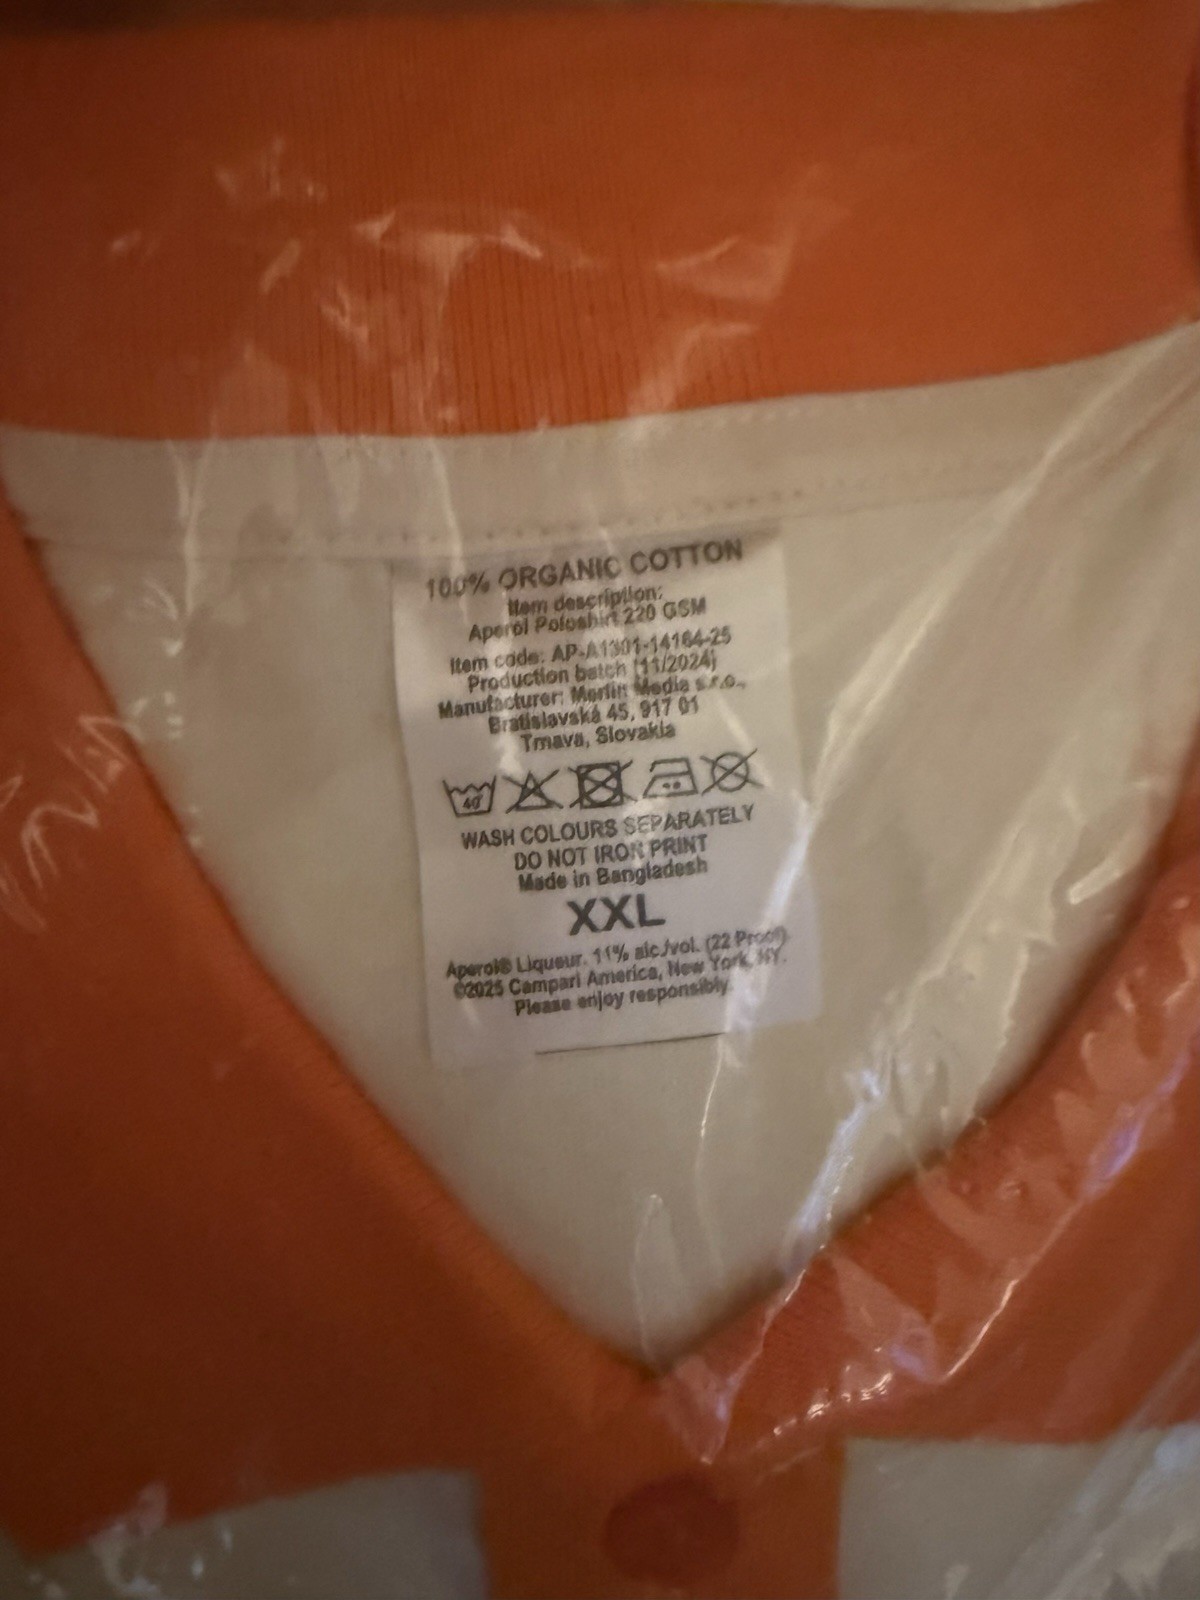 100% ORGANIC COTTON
Item description:
Aperol Poloshirt 220 GSM
Item code: AP-A1301-14164-25
Production batch (11/2024)
Manufacturer: Merlin Media s.r.o.,
Bratislavská 45, 917 01
Trnava, Slovakia
40°
WASH COLOURS SEPARATELY
DO NOT IRON PRINT
Made in Bangladesh
XXL
Aperol® Liqueur. 11% alc./vol. (22 Proof)
©2025 Campari America, New York, NY.
Please enjoy responsibly.